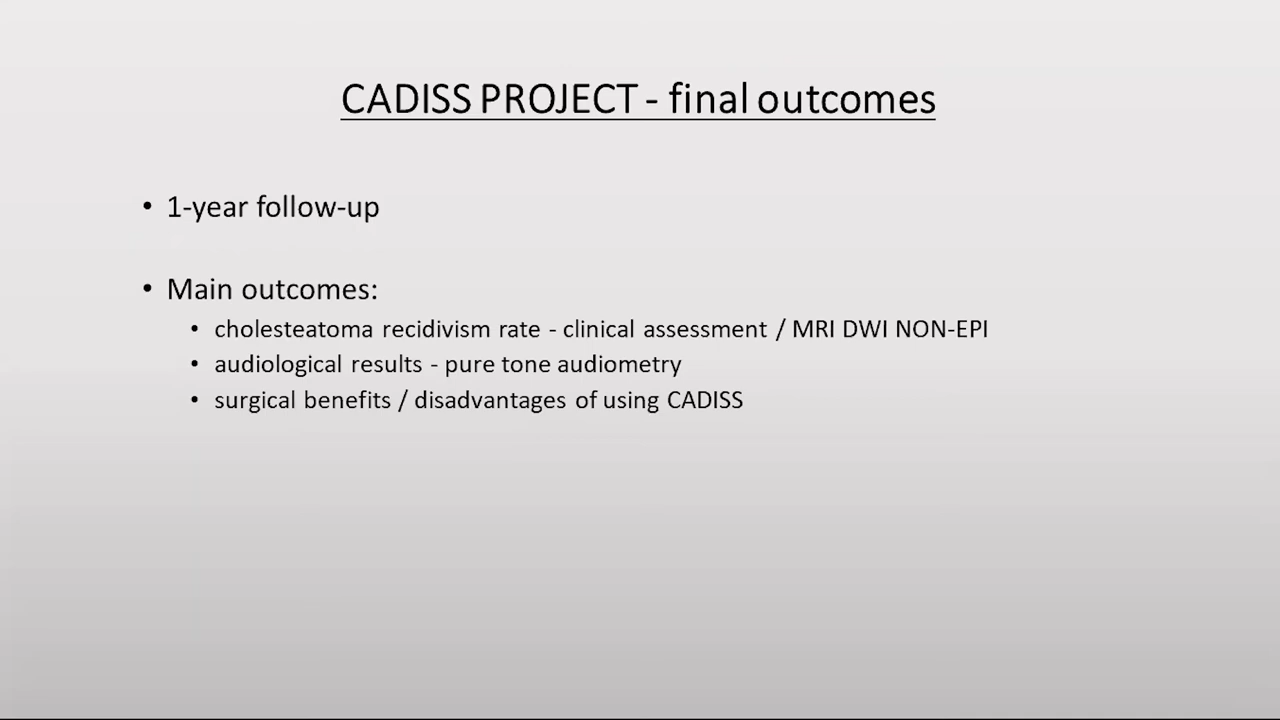 CADISS PROJECT - final outcomes
• 1-year follow-up
• Main outcomes:
• cholesteatoma recidivism rate - clinical assessment / MRI DWI NON-EPI
• audiological results - pure tone audiometry
• surgical benefits / disadvantages of using CADISS